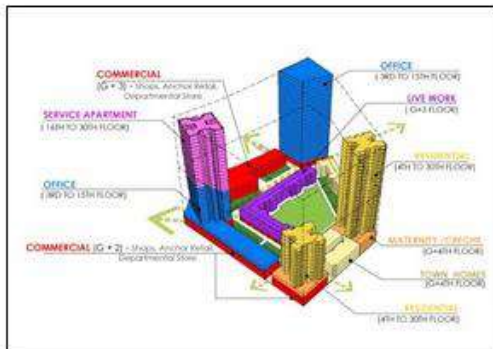 COMMERCIAL
(G + 3) - Shops, Anchor Retail,
Departmental Store
OFFICE
(3RD TO 15TH FLOOR)
SERVICE APARTMENT
(16TH TO 30TH FLOOR)
LIVE WORK
(G+3 FLOOR)
RESIDENTIAL
(4TH TO 30TH FLOOR)
OFFICE
(3RD TO 15TH FLOOR)
COMMERCIAL (G + 2) - Shops, Anchor Retail,
Departmental Store
MATERNITY /CRECHE
(G+4TH FLOOR)
TOWN HOMES
(G+4TH FLOOR)
RESIDENTIAL
(4TH TO 30TH FLOOR)